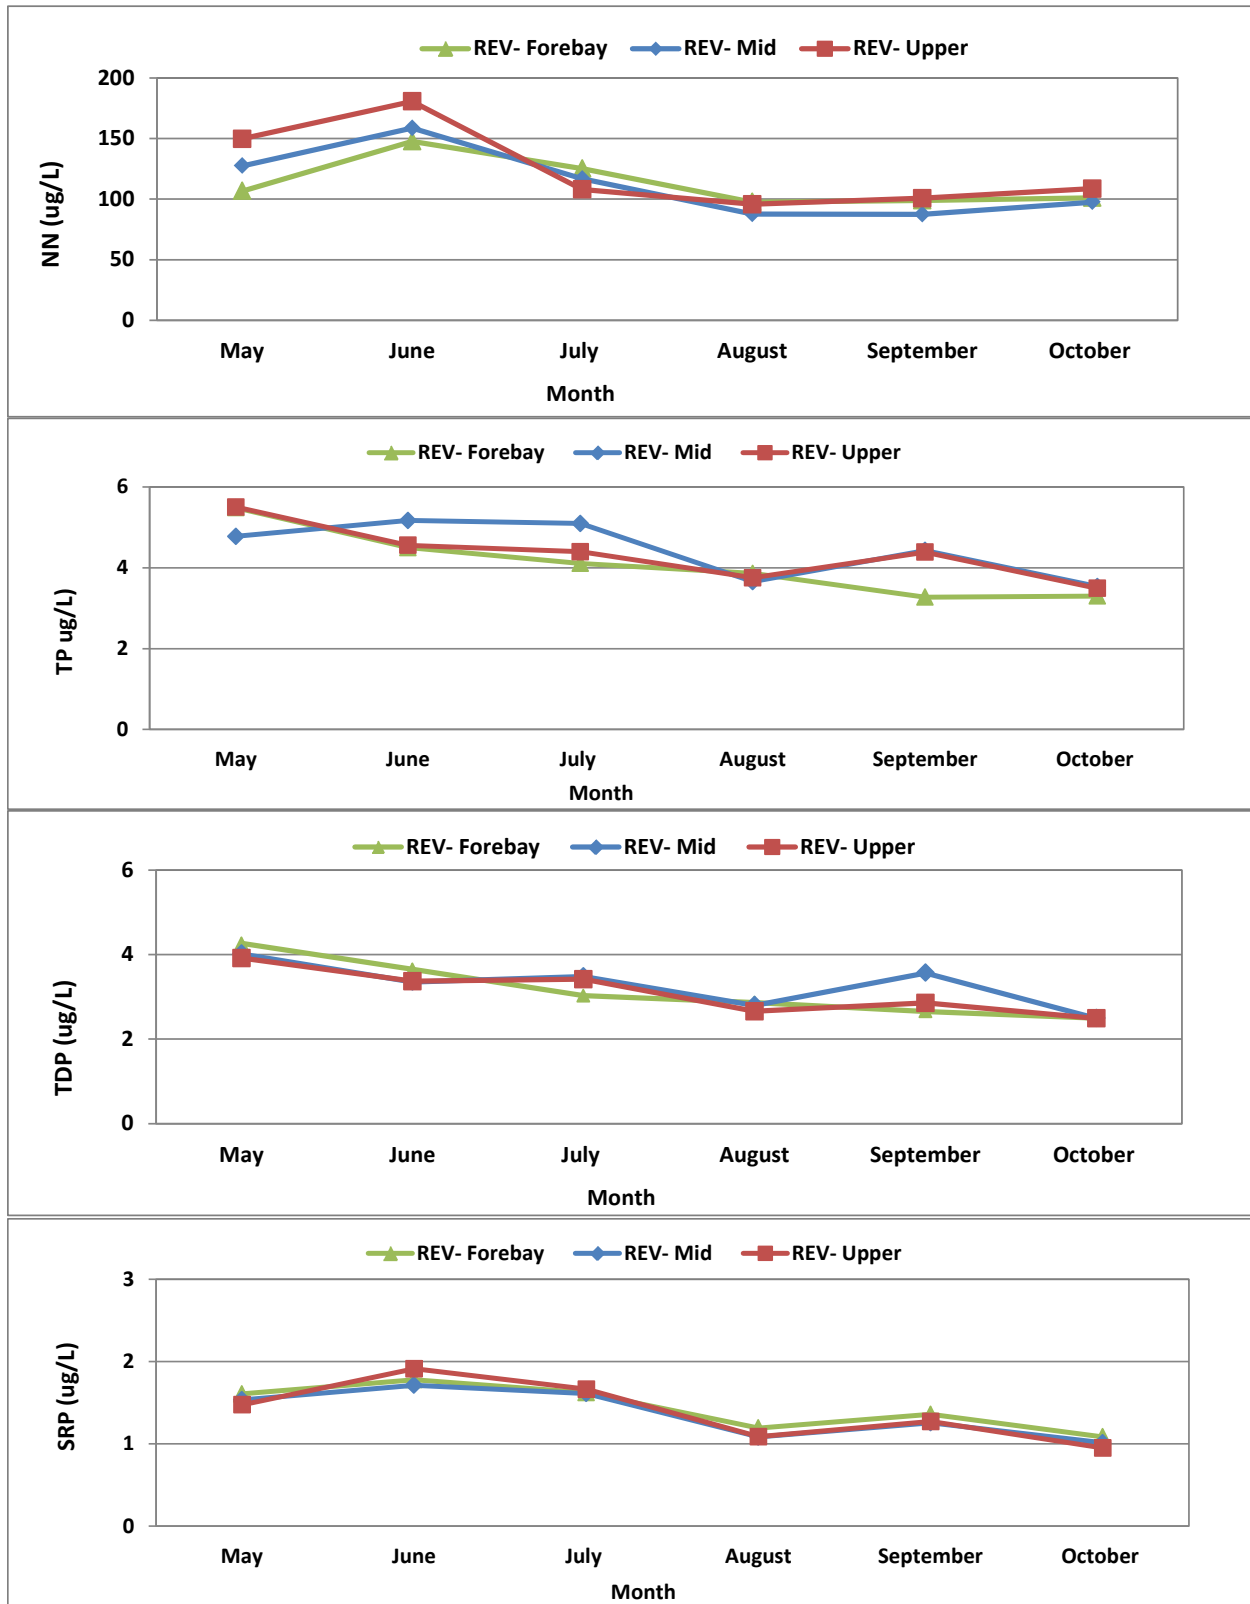 REV- Forebay REV- Mid REV- Upper
200
150
100
50
0
NN (ug/L)
May June July August September October
Month
REV- Forebay REV- Mid REV- Upper
6
4
2
0
TP ug/L)
May June July August September October
Month
REV- Forebay REV- Mid REV- Upper
6
4
2
0
TDP (ug/L)
May June July August September October
Month
REV- Forebay REV- Mid REV- Upper
3
2
1
0
SRP (ug/L)
May June July August September October
Month